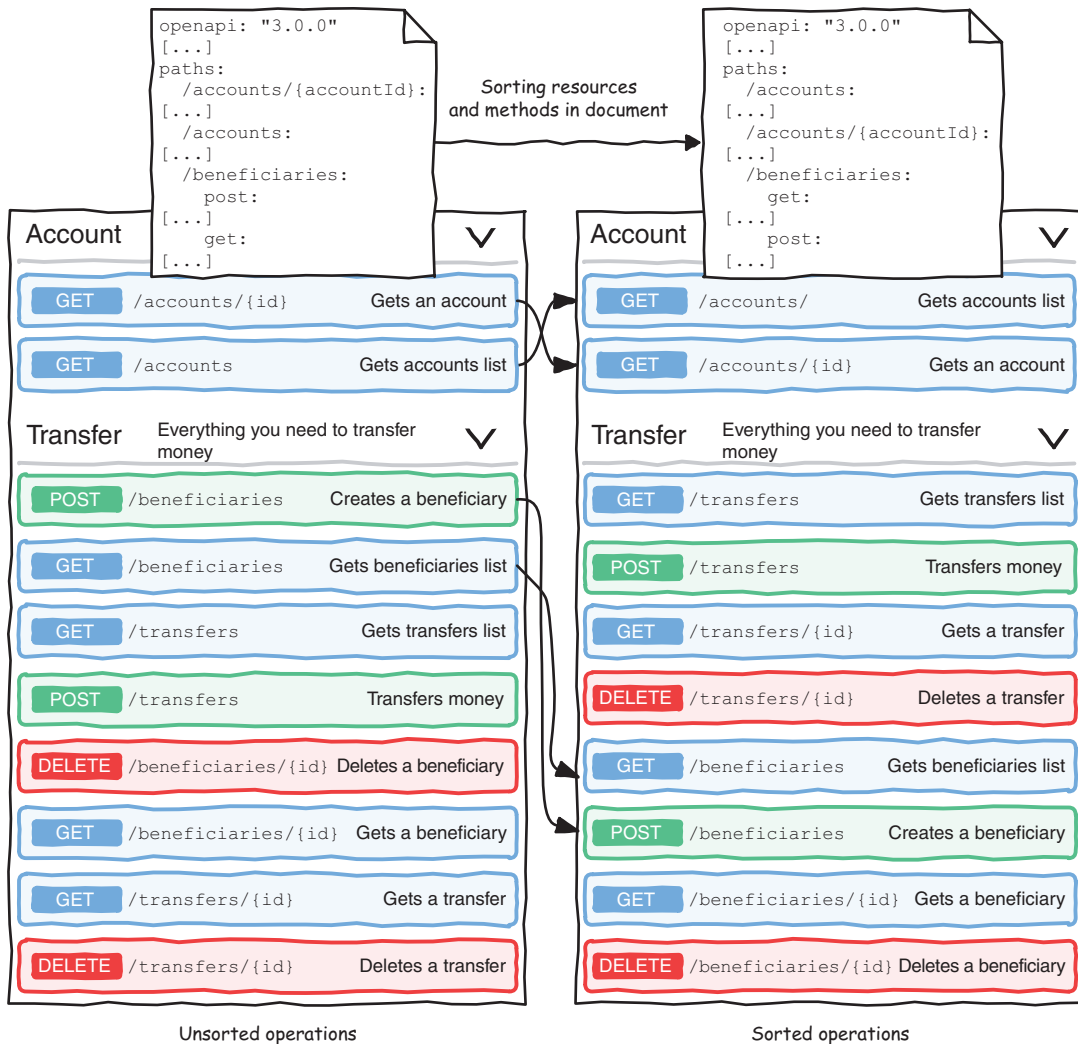 openapi: "3.0.0"
[...]
paths:
/accounts/{accountId}:
[...]
/accounts:
[...]
/beneficiaries:
post:
[...]
get:
[...]
Sorting resources
and methods in document
openapi: "3.0.0"
[...]
paths:
/accounts:
[...]
/accounts/{accountId}:
[...]
/beneficiaries:
get:
[...]
post:
[...]
Account
GET /accounts/{id} Gets an account
GET /accounts Gets accounts list
Transfer Everything you need to transfer
money
POST /beneficiaries Creates a beneficiary
GET /beneficiaries Gets beneficiaries list
GET /transfers Gets transfers list
POST /transfers Transfers money
DELETE /beneficiaries/{id} Deletes a beneficiary
GET /beneficiaries/{id} Gets a beneficiary
GET /transfers/{id} Gets a transfer
DELETE /transfers/{id} Deletes a transfer
Unsorted operations
Account
GET /accounts/ Gets accounts list
GET /accounts/{id} Gets an account
Transfer Everything you need to transfer
money
GET /transfers Gets transfers list
POST /transfers Transfers money
GET /transfers/{id} Gets a transfer
DELETE /transfers/{id} Deletes a transfer
GET /beneficiaries Gets beneficiaries list
POST /beneficiaries Creates a beneficiary
GET /beneficiaries/{id} Gets a beneficiary
DELETE /beneficiaries/{id} Deletes a beneficiary
Sorted operations